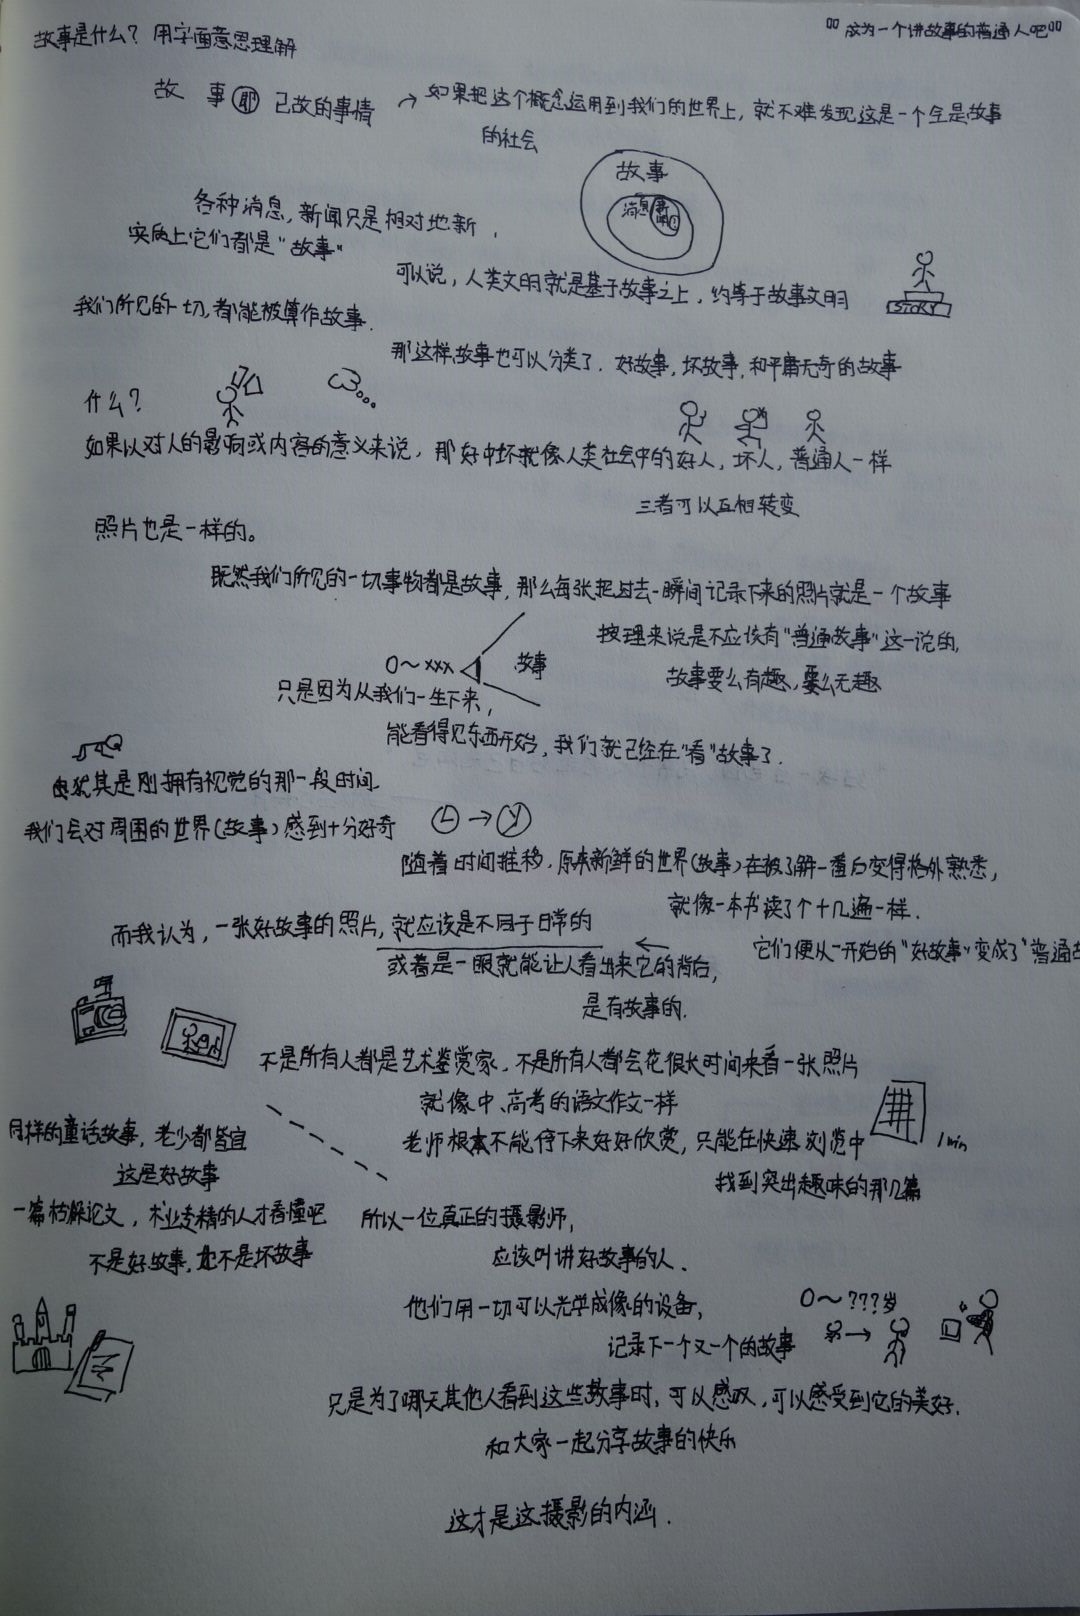 故事是什么？用字面意思理解
"" 成为一个讲故事的普通人吧 ""
故 事 即 已故的事情 → 如果把这个概念运用到我们的世界上，就不难发现这是一个全是故事
的社会
故事
消息
各种消息，新闻只是相对地新，
实质上它们都是"故事"
可以说，人类文明就是基于故事之上，约等于故事文明
STORY
我们所见的一切，都能被算作故事.
那这样，故事也可以分类了. 好故事，坏故事，和平庸无奇的故事
什么？
如果以对人的影响或内容的意义来说，那好中坏就像人类社会中的好人，坏人，普通人一样
三者可以互相转变
照片也是一样的。
既然我们所见的一切事物都是故事，那么每张把过去一瞬间记录下来的照片就是一个故事
按理来说是不应该有"普通故事"这一说的，
故事要么有趣，要么无趣
0～xxx 故事
只是因为从我们一生下来，
能看得见东西开始，我们就已经在"看"故事了.
尤其是刚拥有视觉的那一段时间
我们会对周围的世界(故事)感到十分好奇
随着时间推移，原来新鲜的世界(故事)在被了解一番后变得格外熟悉，
就像一本书读了个十几遍一样.
它们便从一开始的"好故事"变成了"普通故
而我认为，一张好故事的照片，就应该是不同于日常的
或着是一眼就能让人看出来它的背后，
是有故事的.
不是所有人都是艺术鉴赏家，不是所有人都会花很长时间来看一张照片
就像中、高考的语文作文一样
老师根本不能停下来好好欣赏，只能在快速浏览中
1 min
找到突出趣味的那几篇
同样的童话故事，老少都皆宜
这是好故事
一篇枯燥论文，术业专精的人才看懂吧
不是好故事，也不是坏故事
所以一位真正的摄影师，
应该叫讲好故事的人.
他们用一切可以光学成像的设备，
0～???岁
记录下一个又一个的故事
只是为了哪天其他人看到这些故事时，可以感叹，可以感受到它的美好.
和大家一起分享故事的快乐
这才是这摄影的内涵.